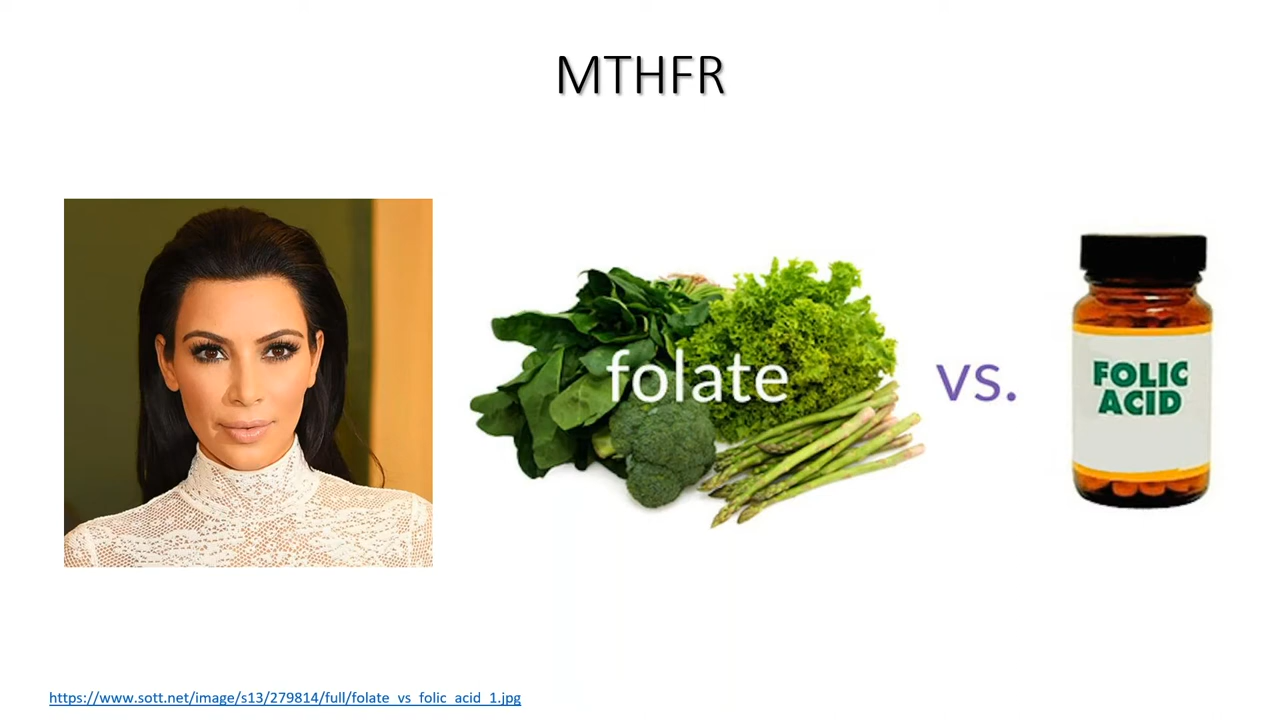 MTHFR
folate
vs.
FOLIC
ACID
https://www.sott.net/image/s13/279814/full/folate_vs_folic_acid_1.jpg